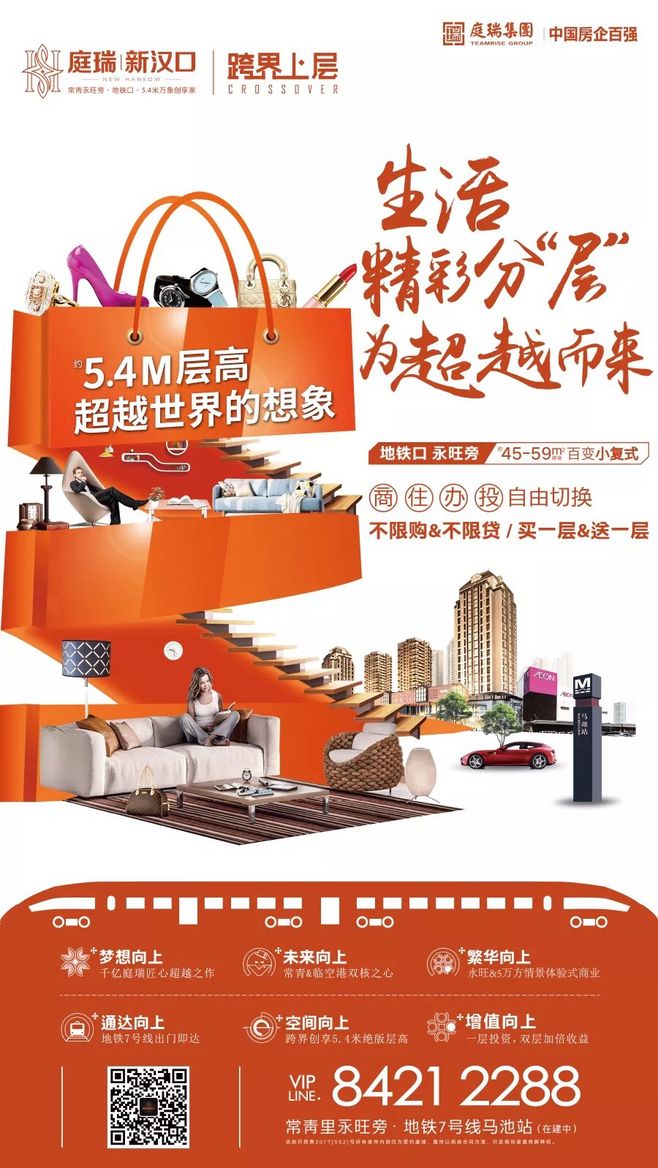 庭瑞集團 TEAMRISE GROUP 中国房企百强
庭瑞|新汉口
NEW HANKOW
常青永旺旁·地铁口·5.4米万象创享家
跨界上层
CROSSOVER
生活
精彩分“层”
为超越而来
约5.4M层高
超越世界的想象
地铁口 永旺旁 约45-59m²百变小复式
商住办投自由切换
不限购&不限贷 / 买一层&送一层
ÆON
M
马池站
梦想向上
千亿庭瑞匠心超越之作
未来向上
常青&临空港双核之心
繁华向上
永旺&5万方情景体验式商业
通达向上
地铁7号线出门即达
空间向上
跨界创享5.4米绝版层高
增值向上
一层投资，双层加倍收益
VIP LINE. 8421 2288
常青里永旺旁·地铁7号线马池站（在建中）